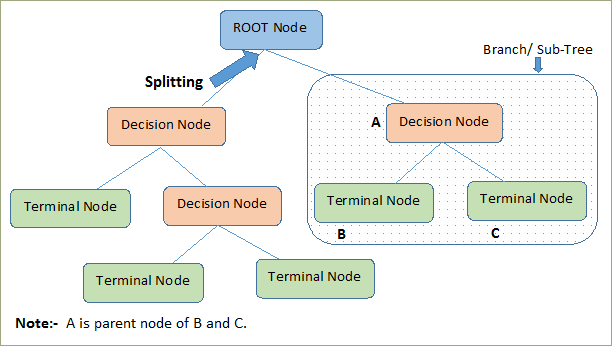 ROOT Node
Branch/ Sub-Tree
Splitting
Decision Node
A Decision Node
Terminal Node
Decision Node
Terminal Node
Terminal Node
B
C
Terminal Node
Terminal Node
Note:- A is parent node of B and C.